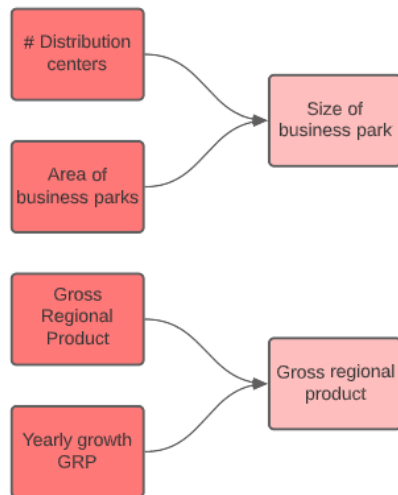 # Distribution
centers
Size of
business park
Area of
business parks
Gross
Regional
Product
Gross regional
product
Yearly growth
GRP